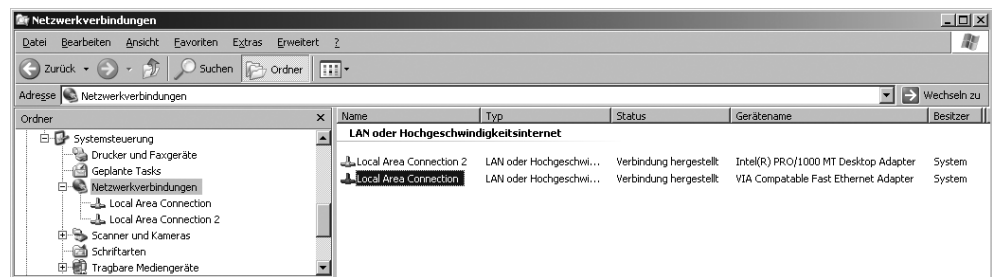 Netzwerkverbindungen
Datei Bearbeiten Ansicht Favoriten Extras Erweitert ?
Zurück Suchen Ordner
Adresse Netzwerkverbindungen Wechseln zu
Ordner
Systemsteuerung
Drucker und Faxgeräte
Geplante Tasks
Netzwerkverbindungen
Local Area Connection
Local Area Connection 2
Scanner und Kameras
Schriftarten
Tragbare Mediengeräte
Name Typ Status Gerätename Besitzer
LAN oder Hochgeschwindigkeitsinternet
Local Area Connection 2 LAN oder Hochgeschwi... Verbindung hergestellt Intel(R) PRO/1000 MT Desktop Adapter System
Local Area Connection LAN oder Hochgeschwi... Verbindung hergestellt VIA Compatable Fast Ethernet Adapter System